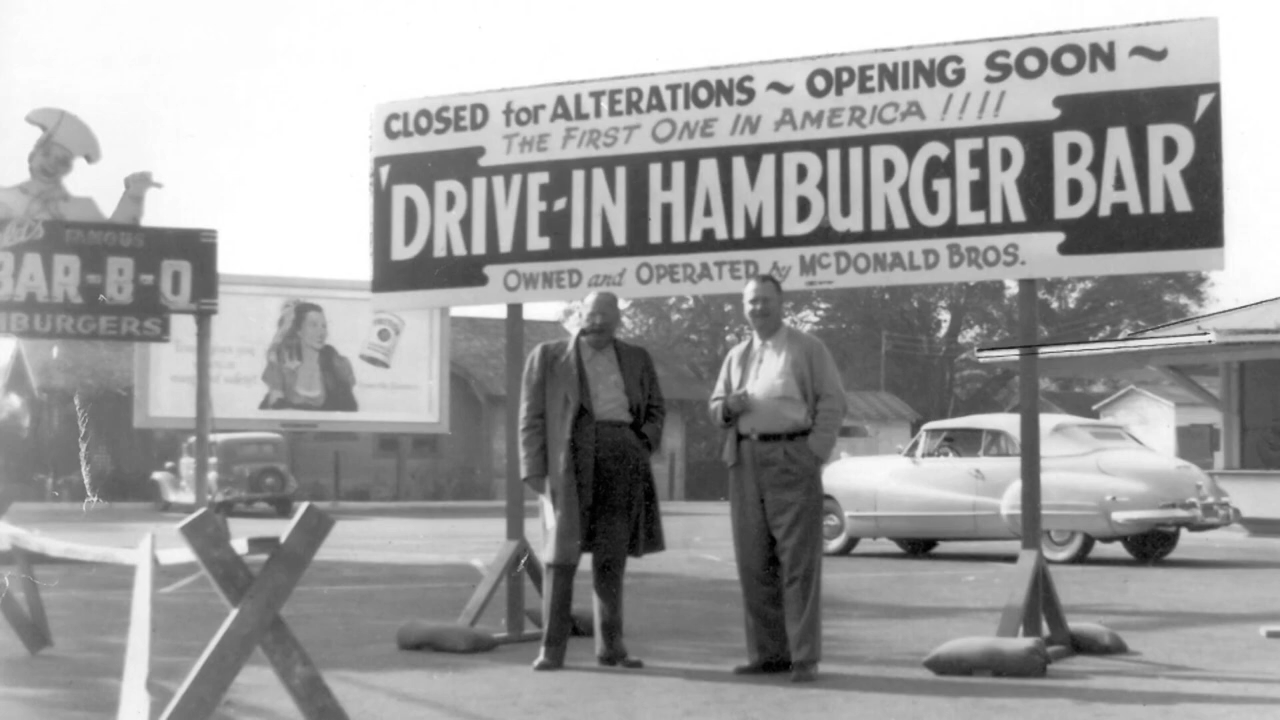 CLOSED for ALTERATIONS ~ OPENING SOON ~
THE FIRST ONE IN AMERICA !!!!
'DRIVE-IN HAMBURGER BAR'
OWNED and OPERATED by McDONALD BROS.
FAMOUS
BAR-B-Q
BURGERS